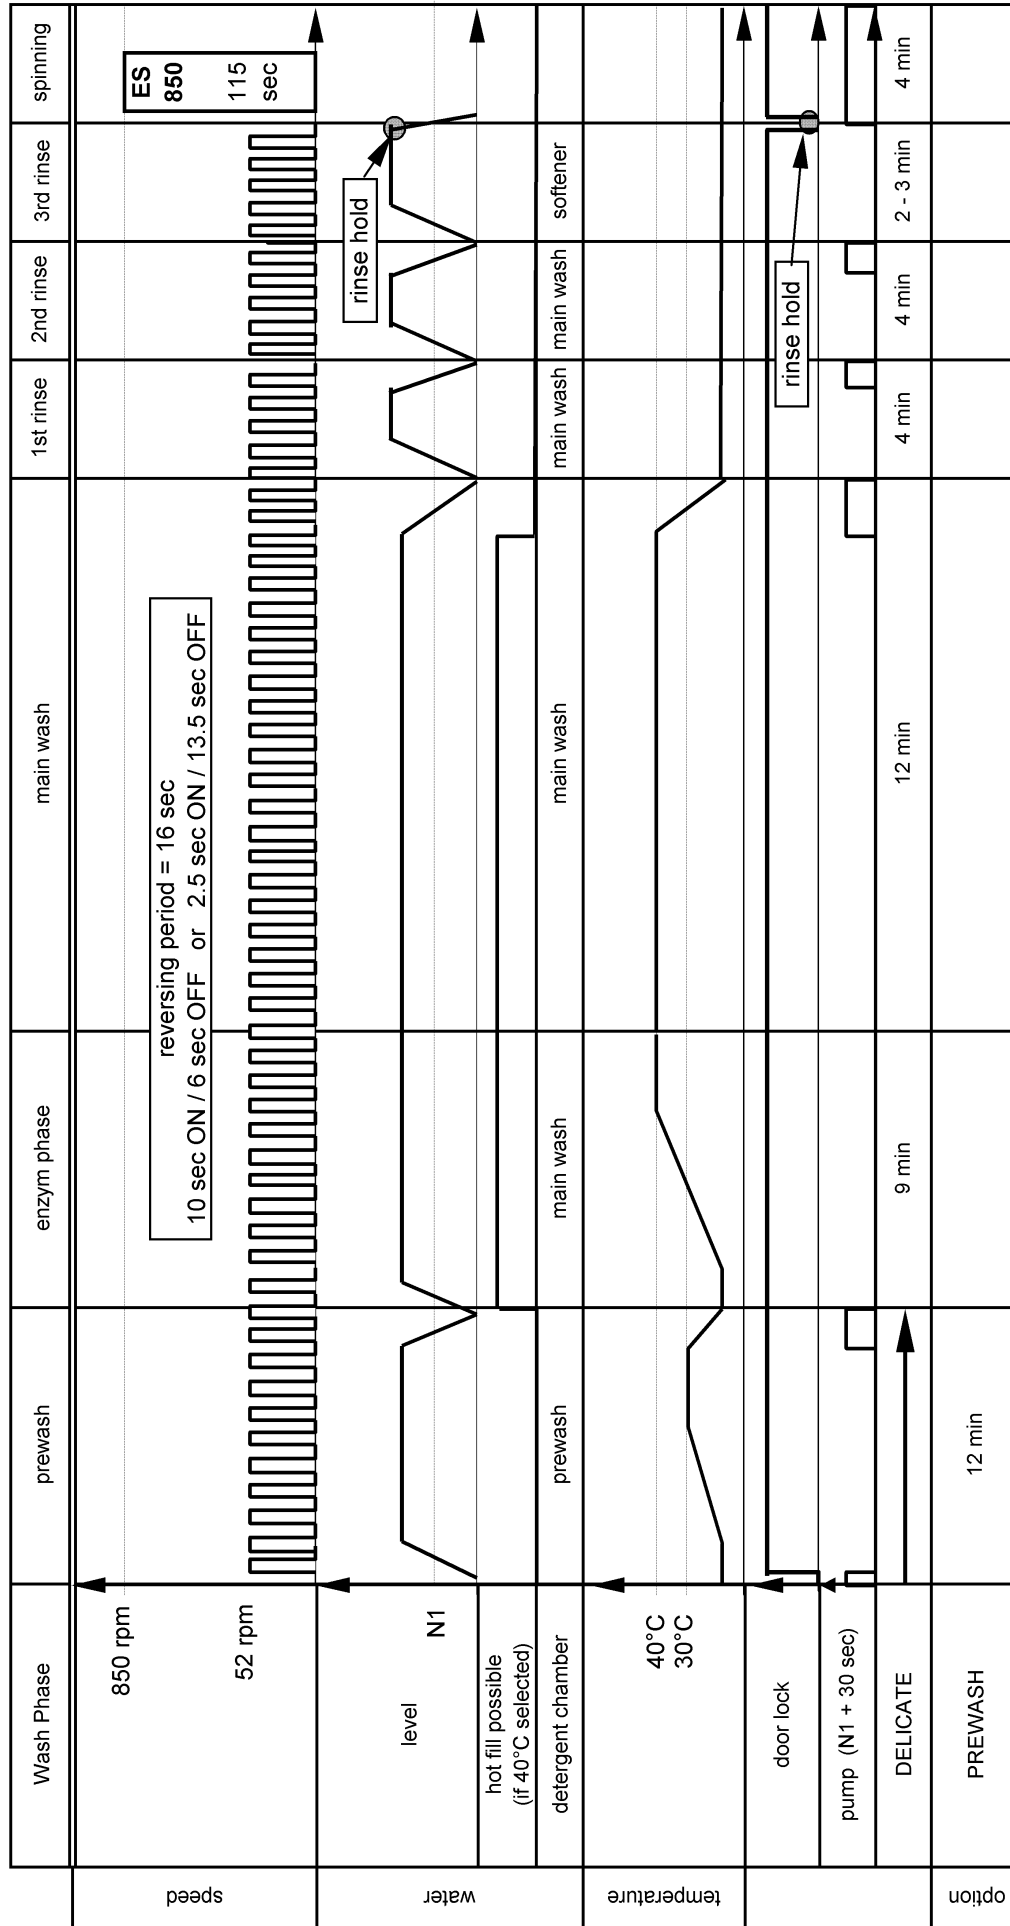 Wash Phase
prewash
enzym phase
main wash
1st rinse
2nd rinse
3rd rinse
spinning
speed
850 rpm
52 rpm
reversing period = 16 sec
10 sec ON / 6 sec OFF or 2.5 sec ON / 13.5 sec OFF
ES
850
115
sec
water
level
N1
rinse hold
hot fill possible
(if 40°C selected)
detergent chamber
prewash
main wash
main wash
main wash
main wash
softener
temperature
40°C
30°C
door lock
rinse hold
pump (N1 + 30 sec)
DELICATE
9 min
12 min
4 min
4 min
2 - 3 min
4 min
option
PREWASH
12 min